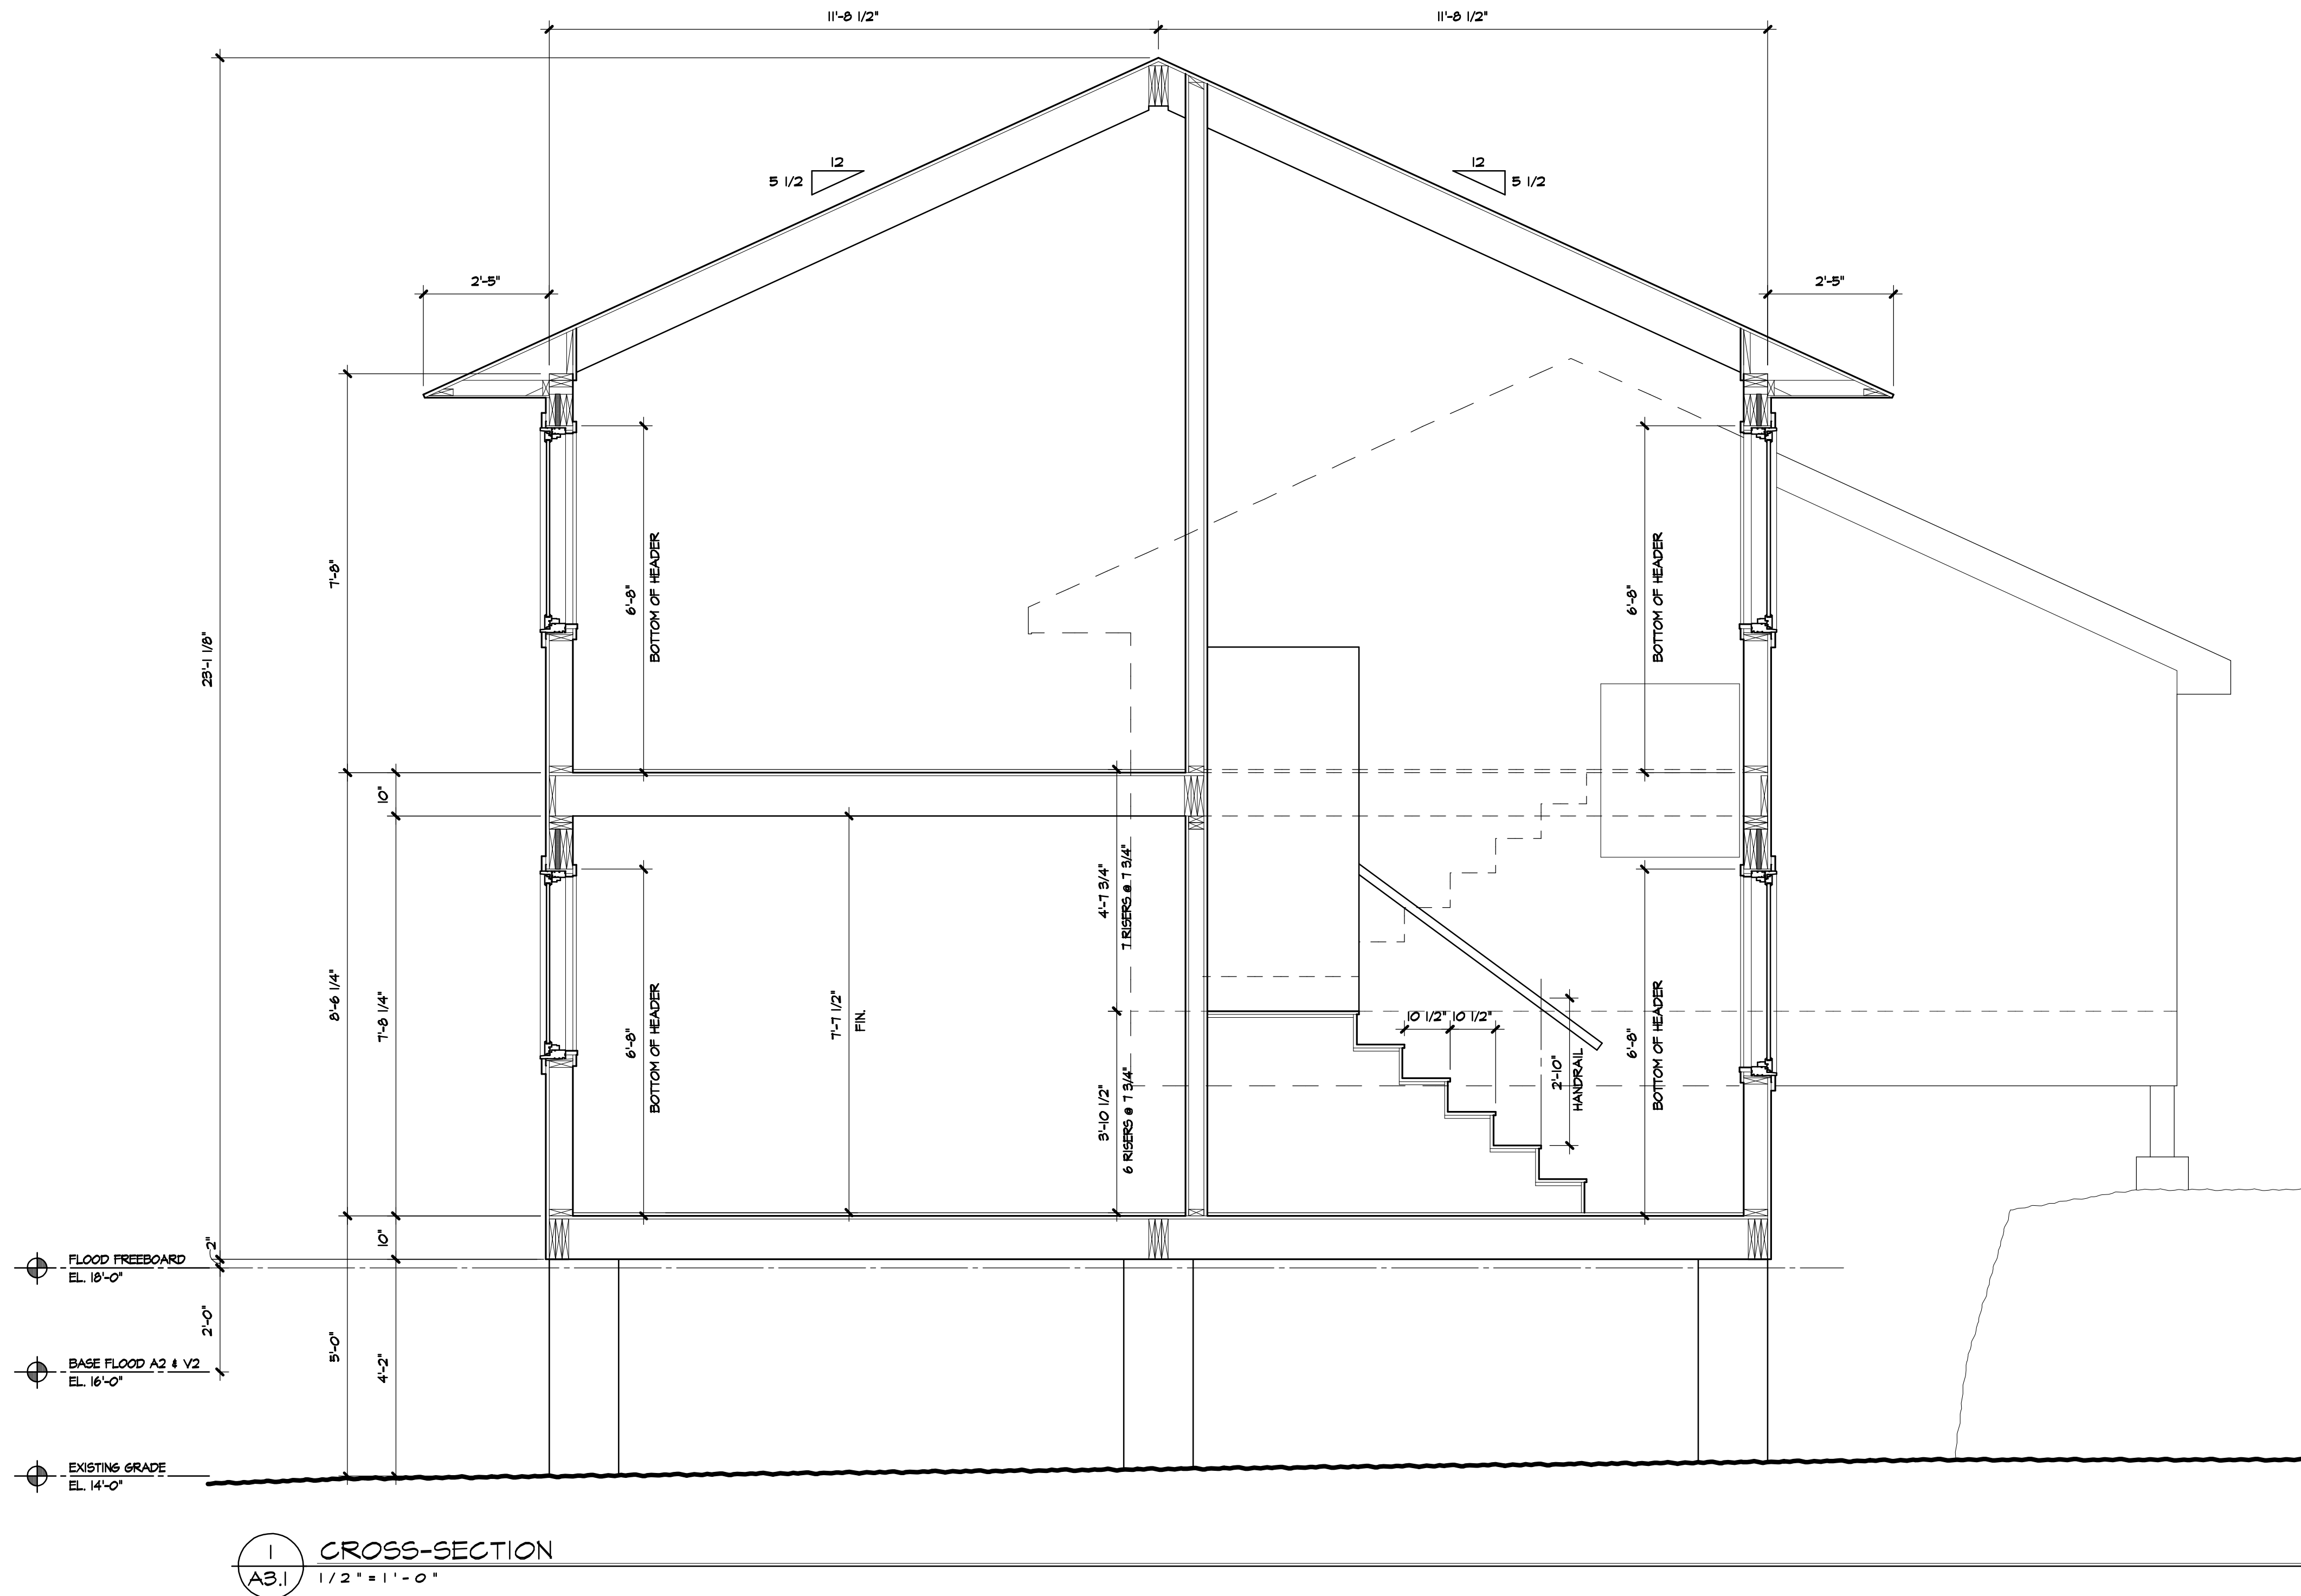 11'-8 1/2"
11'-8 1/2"
12
5 1/2
12
5 1/2
2'-5"
2'-5"
23'-1 1/8"
7'-8"
6'-8"
BOTTOM OF HEADER
6'-8"
BOTTOM OF HEADER
10"
8'-6 1/4"
7'-8 1/4"
6'-8"
BOTTOM OF HEADER
7'-7 1/2"
FIN.
4'-7 3/4"
7 RISERS @ 7 3/4"
3'-10 1/2"
6 RISERS @ 7 3/4"
10 1/2"
10 1/2"
2'-10"
HANDRAIL
6'-8"
BOTTOM OF HEADER
10"
2"
FLOOD FREEBOARD
EL. 18'-0"
2'-0"
5'-0"
4'-2"
BASE FLOOD A2 & V2
EL. 16'-0"
EXISTING GRADE
EL. 14'-0"
1
A3.1
CROSS-SECTION
1/2"=1'-0"